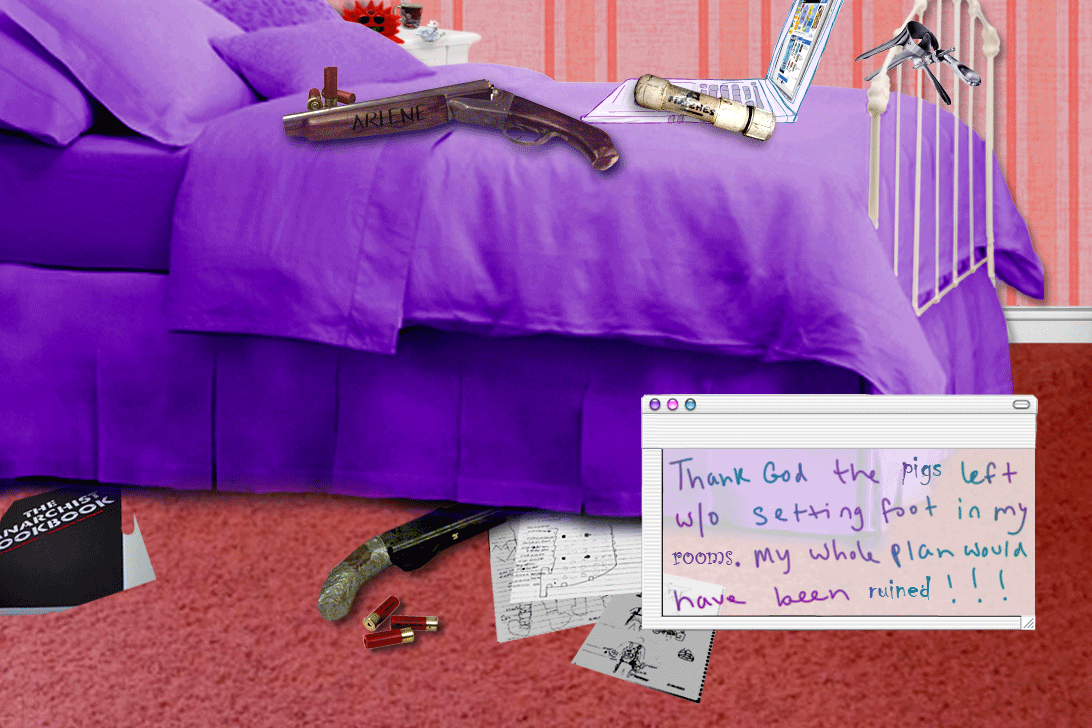 ARLENE
THE
ANARCHIST
OOKBOOK
Thank God the pigs left
w/o setting foot in my
rooms. My whole plan would
have been ruined ! ! !